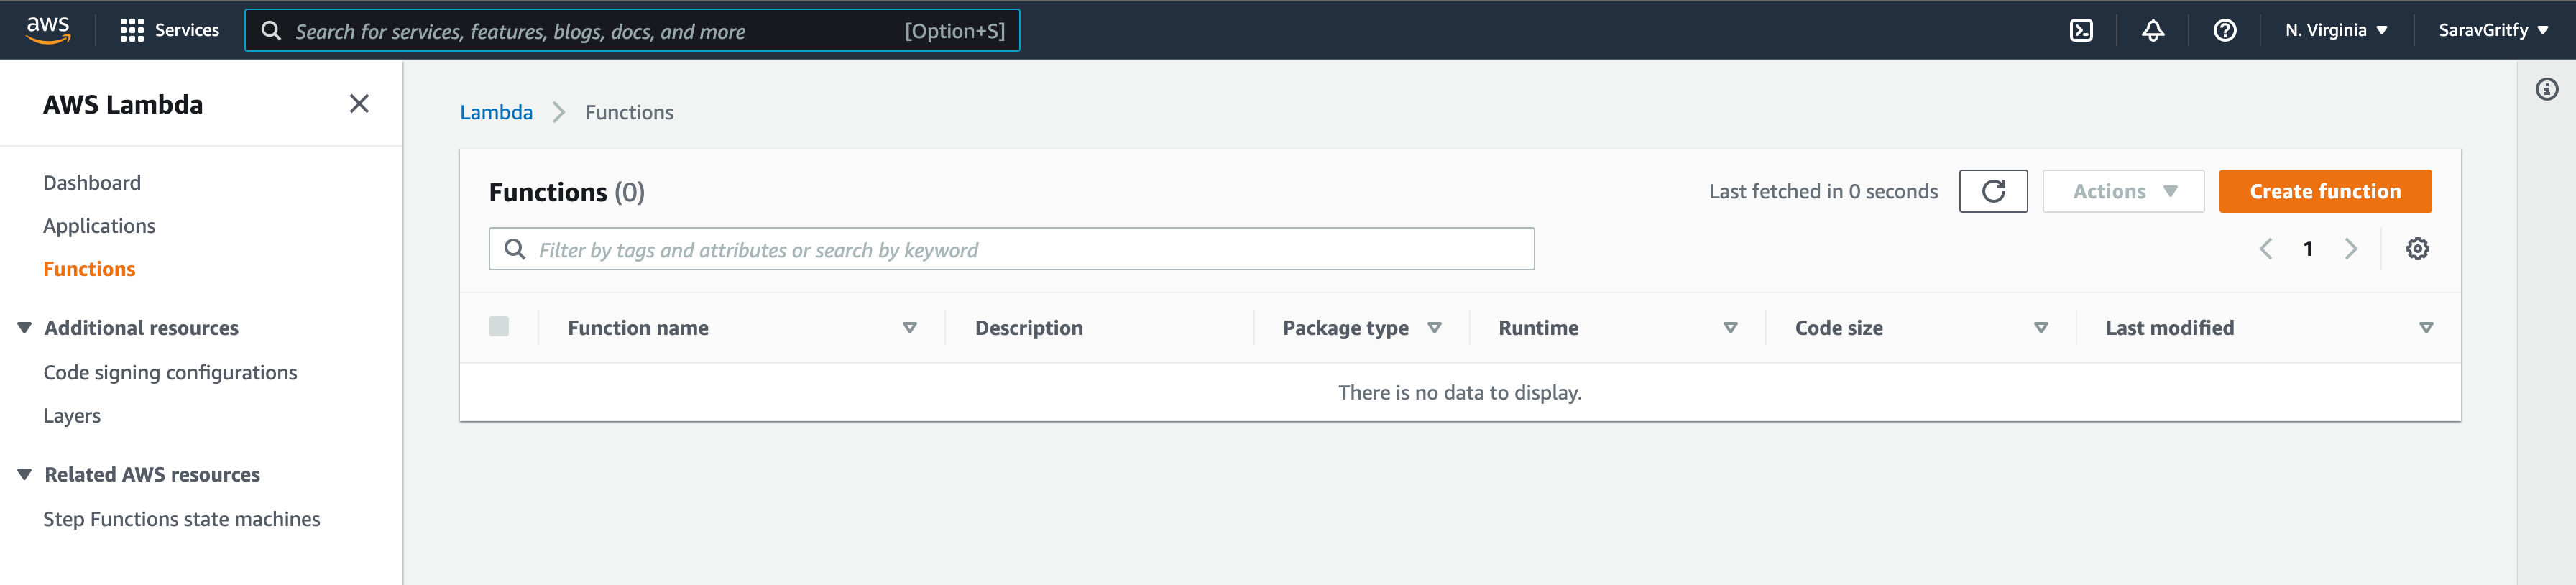 aws
Services
Search for services, features, blogs, docs, and more [Option+S]
N. Virginia
SaravGritfy
AWS Lambda
Dashboard
Applications
Functions
Additional resources
Code signing configurations
Layers
Related AWS resources
Step Functions state machines
Lambda Functions
Functions (0)
Last fetched in 0 seconds
Actions
Create function
Filter by tags and attributes or search by keyword
1
Function name Description Package type Runtime Code size Last modified
There is no data to display.